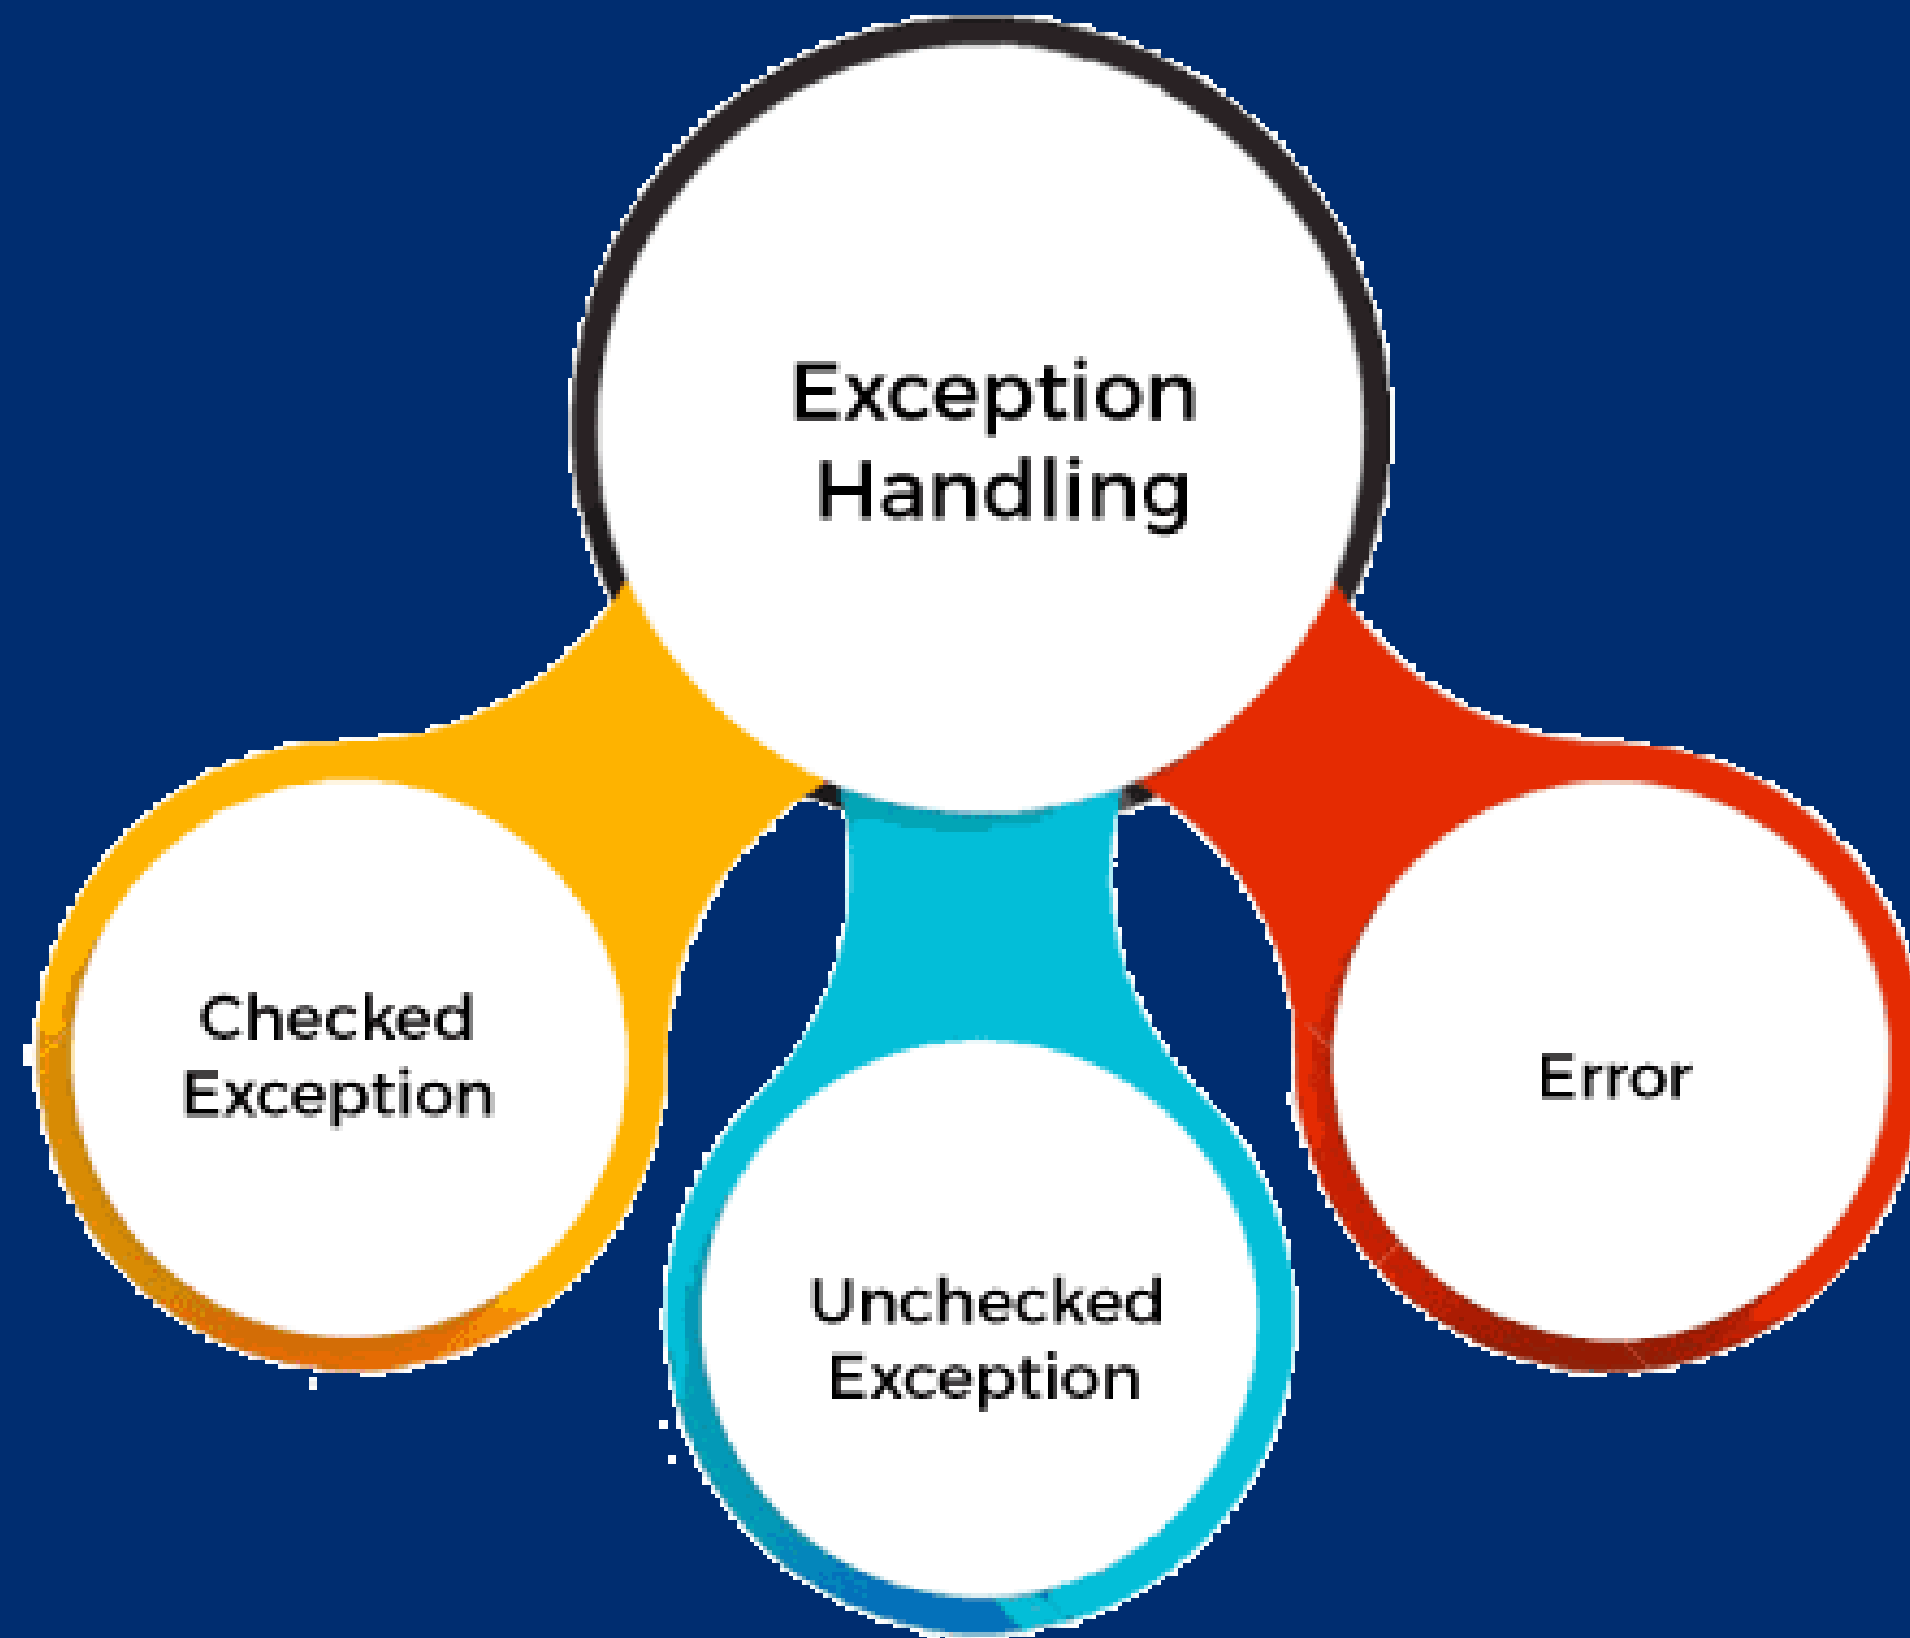 Exception
Handling
Checked
Exception
Unchecked
Exception
Error